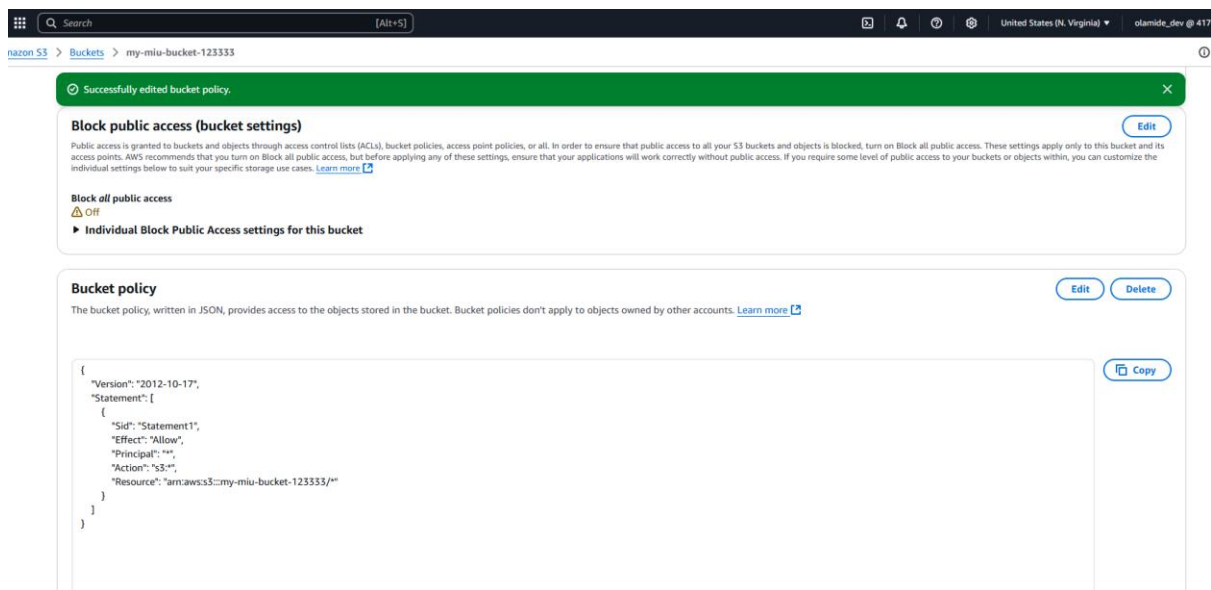 Search [Alt+S] United States (N. Virginia) ▼ olamide_dev @ 417
nazon S3 > Buckets > my-miu-bucket-123333
Successfully edited bucket policy.
Block public access (bucket settings) Edit
Public access is granted to buckets and objects through access control lists (ACLs), bucket policies, access point policies, or all. In order to ensure that public access to all your S3 buckets and objects is blocked, turn on Block all public access. These settings apply only to this bucket and its
access points. AWS recommends that you turn on Block all public access, but before applying any of these settings, ensure that your applications will work correctly without public access. If you require some level of public access to your buckets or objects within, you can customize the
individual settings below to suit your specific storage use cases. Learn more
Block all public access
Off
▶ Individual Block Public Access settings for this bucket
Bucket policy Edit Delete
The bucket policy, written in JSON, provides access to the objects stored in the bucket. Bucket policies don't apply to objects owned by other accounts. Learn more
Copy
{
"Version": "2012-10-17",
"Statement": [
{
"Sid": "Statement1",
"Effect": "Allow",
"Principal": "*",
"Action": "s3:*",
"Resource": "arn:aws:s3:::my-miu-bucket-123333/*"
}
]
}